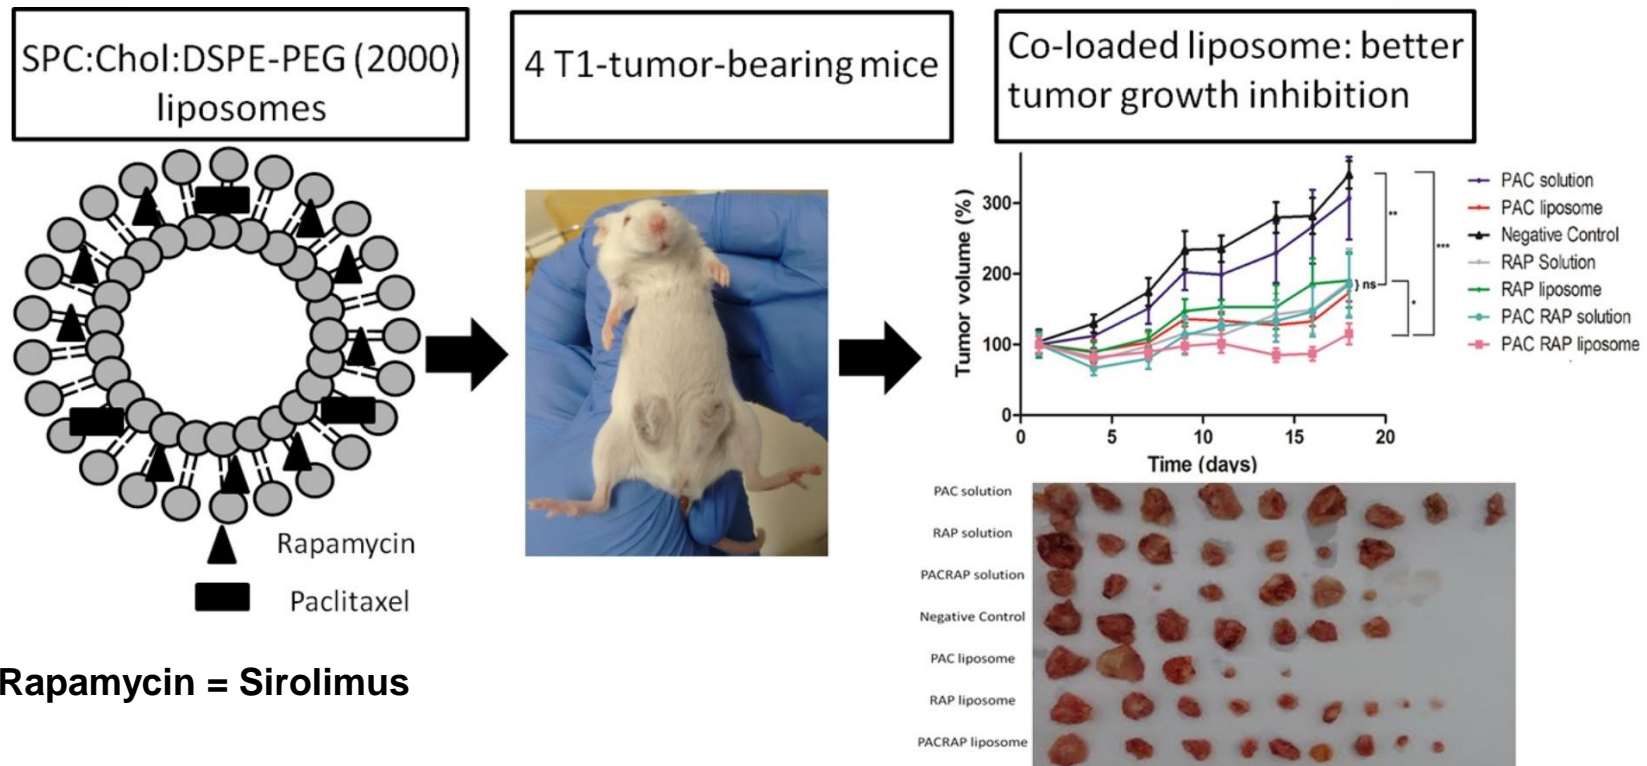 SPC:Chol:DSPE-PEG (2000)
liposomes
Rapamycin
Paclitaxel
Rapamycin = Sirolimus
4 T1-tumor-bearing mice
Co-loaded liposome: better
tumor growth inhibition
Tumor volume (%)
300
200
100
0
0 5 10 15 20
Time (days)
**
***
} ns
*
PAC solution
PAC liposome
Negative Control
RAP Solution
RAP liposome
PAC RAP solution
PAC RAP liposome
PAC solution
RAP solution
PACRAP solution
Negative Control
PAC liposome
RAP liposome
PACRAP liposome